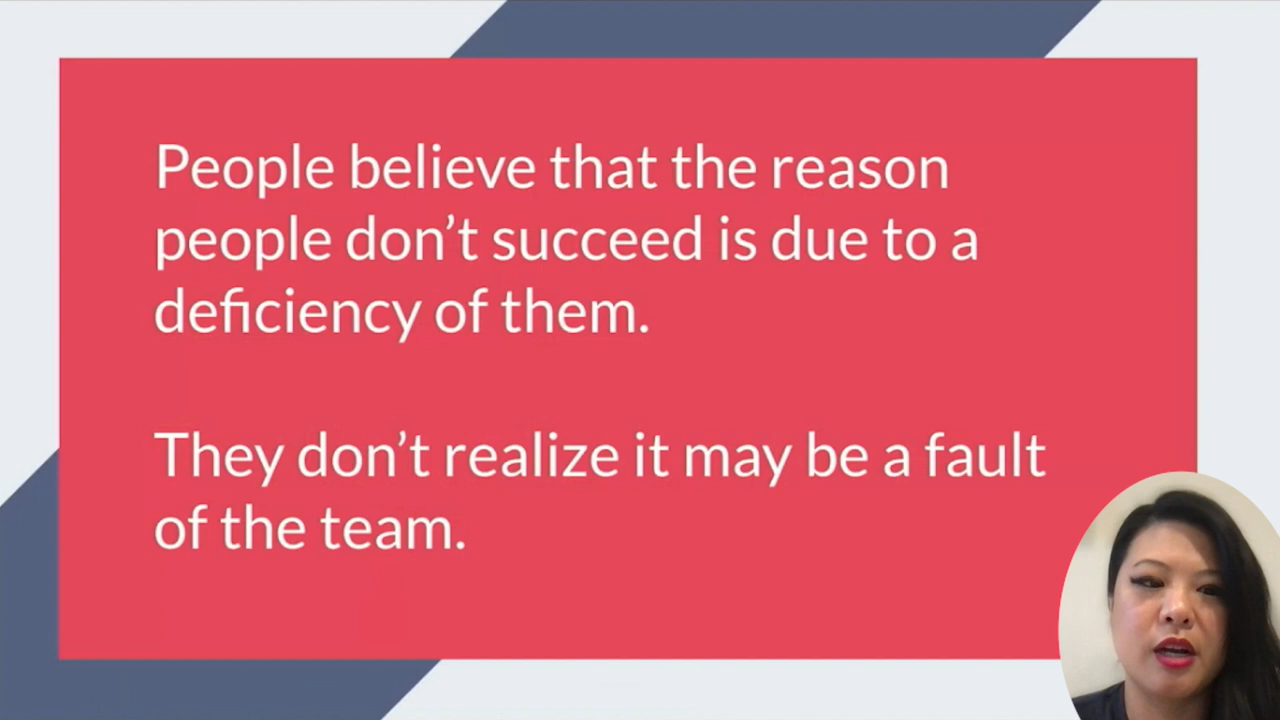 People believe that the reason
people don’t succeed is due to a
deficiency of them.
They don’t realize it may be a fault
of the team.